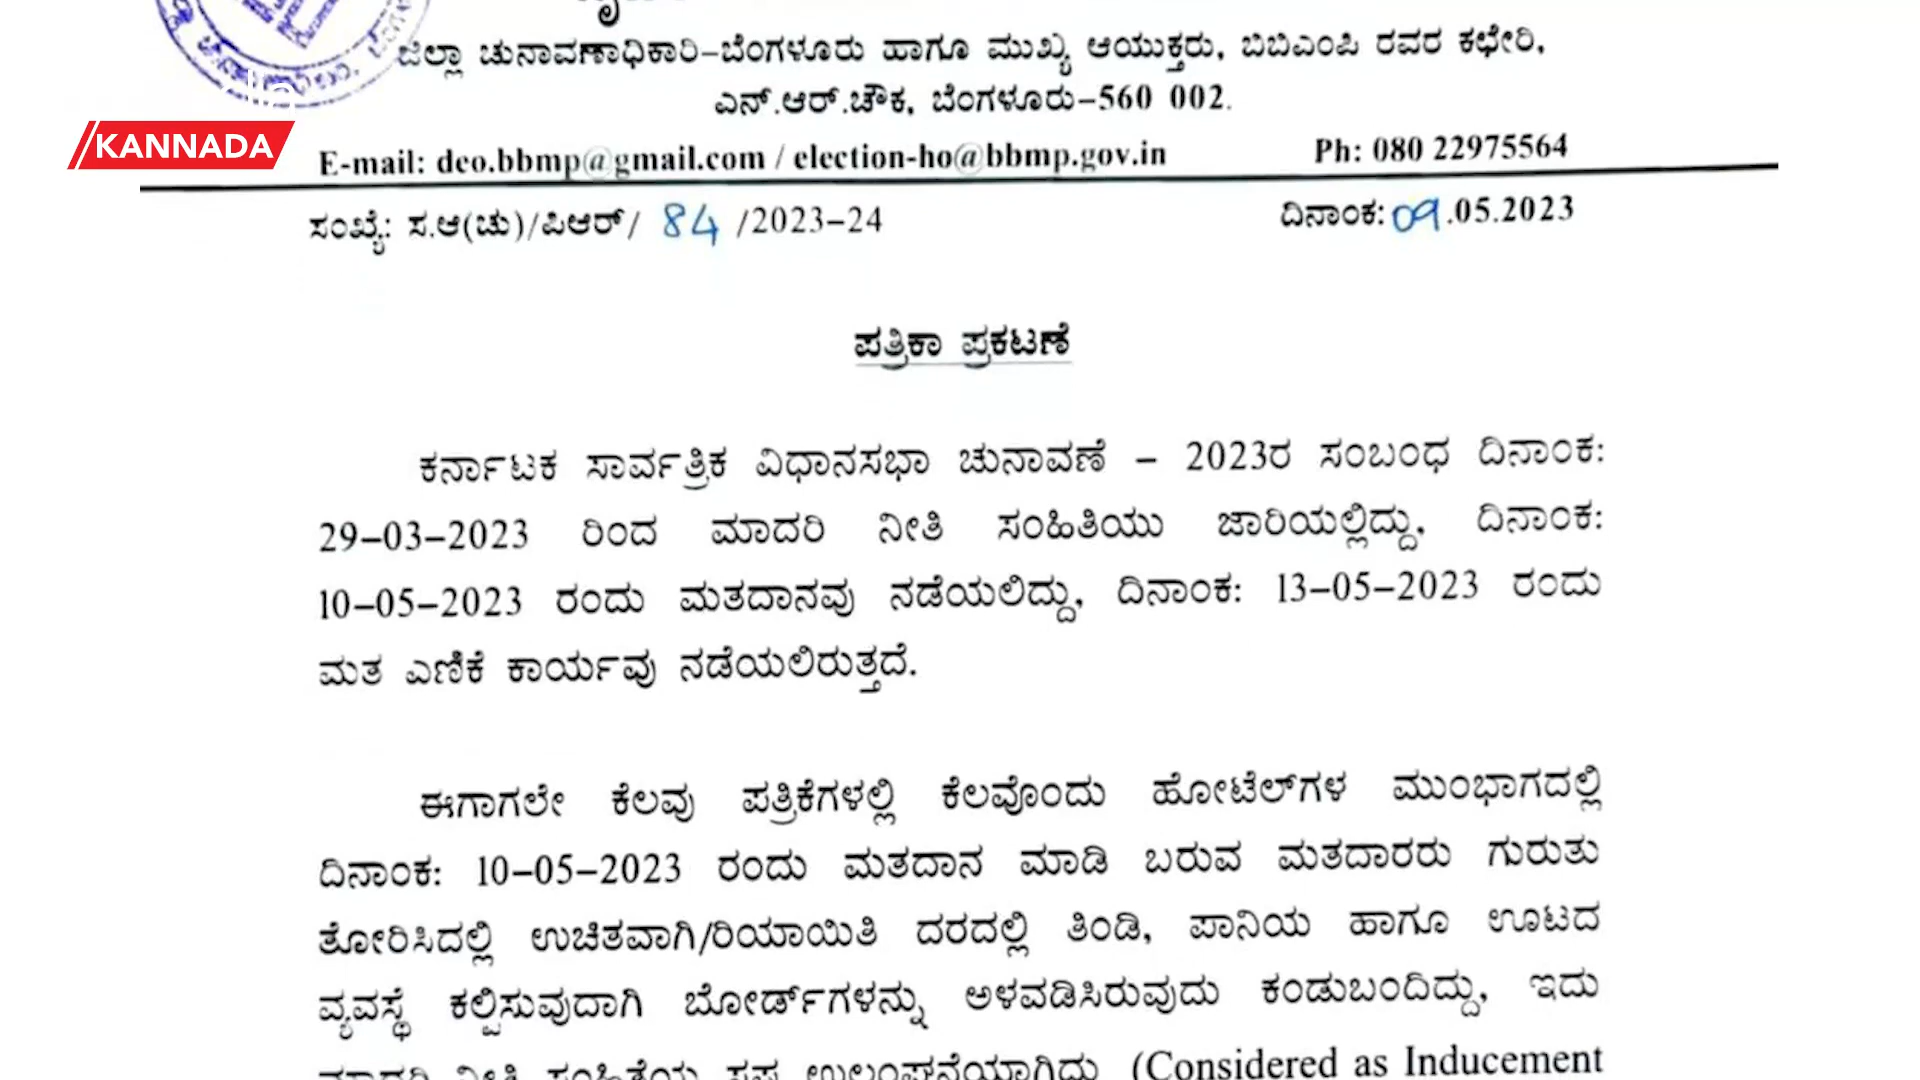 ಜಿಲ್ಲಾ ಚುನಾವಣಾಧಿಕಾರಿ–ಬೆಂಗಳೂರು ಹಾಗೂ ಮುಖ್ಯ ಆಯುಕ್ತರು, ಬಿಬಿಎಂಪಿ ರವರ ಕಛೇರಿ,
ಎನ್.ಆರ್.ಚೌಕ, ಬೆಂಗಳೂರು–560 002.
KANNADA
E-mail: deo.bbmp@gmail.com / election-ho@bbmp.gov.in Ph: 080 22975564
ಸಂಖ್ಯೆ: ಸ.ಆ(ಚು)/ಪಿಆರ್/ 84 /2023–24 ದಿನಾಂಕ:09.05.2023
ಪತ್ರಿಕಾ ಪ್ರಕಟಣೆ
ಕರ್ನಾಟಕ ಸಾರ್ವತ್ರಿಕ ವಿಧಾನಸಭಾ ಚುನಾವಣೆ – 2023ರ ಸಂಬಂಧ ದಿನಾಂಕ:
29–03–2023 ರಿಂದ ಮಾದರಿ ನೀತಿ ಸಂಹಿತಿಯು ಜಾರಿಯಲ್ಲಿದ್ದು, ದಿನಾಂಕ:
10–05–2023 ರಂದು ಮತದಾನವು ನಡೆಯಲಿದ್ದು, ದಿನಾಂಕ: 13–05–2023 ರಂದು
ಮತ ಎಣಿಕೆ ಕಾರ್ಯವು ನಡೆಯಲಿರುತ್ತದೆ.
ಈಗಾಗಲೇ ಕೆಲವು ಪತ್ರಿಕೆಗಳಲ್ಲಿ ಕೆಲವೊಂದು ಹೋಟೆಲ್‌ಗಳ ಮುಂಭಾಗದಲ್ಲಿ
ದಿನಾಂಕ: 10–05–2023 ರಂದು ಮತದಾನ ಮಾಡಿ ಬರುವ ಮತದಾರರು ಗುರುತು
ತೋರಿಸಿದಲ್ಲಿ ಉಚಿತವಾಗಿ/ರಿಯಾಯಿತಿ ದರದಲ್ಲಿ ತಿಂಡಿ, ಪಾನಿಯ ಹಾಗೂ ಊಟದ
ವ್ಯವಸ್ಥೆ ಕಲ್ಪಿಸುವುದಾಗಿ ಬೋರ್ಡ್‌ಗಳನ್ನು ಅಳವಡಿಸಿರುವುದು ಕಂಡುಬಂದಿದ್ದು, ಇದು
ಮಾದರಿ ನೀತಿ ಸಂಹಿತೆಯ ಸ್ಪಷ್ಟ ಉಲ್ಲಂಘನೆಯಾಗಿದ್ದು (Considered as Inducement